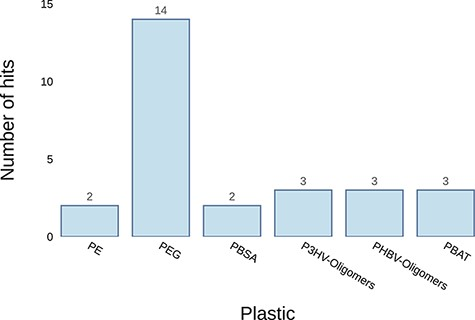 Number of hits
15
10
5
0
2
14
2
3
3
3
PE
PEG
PBSA
P3HV-Oligomers
PHBV-Oligomers
PBAT
Plastic